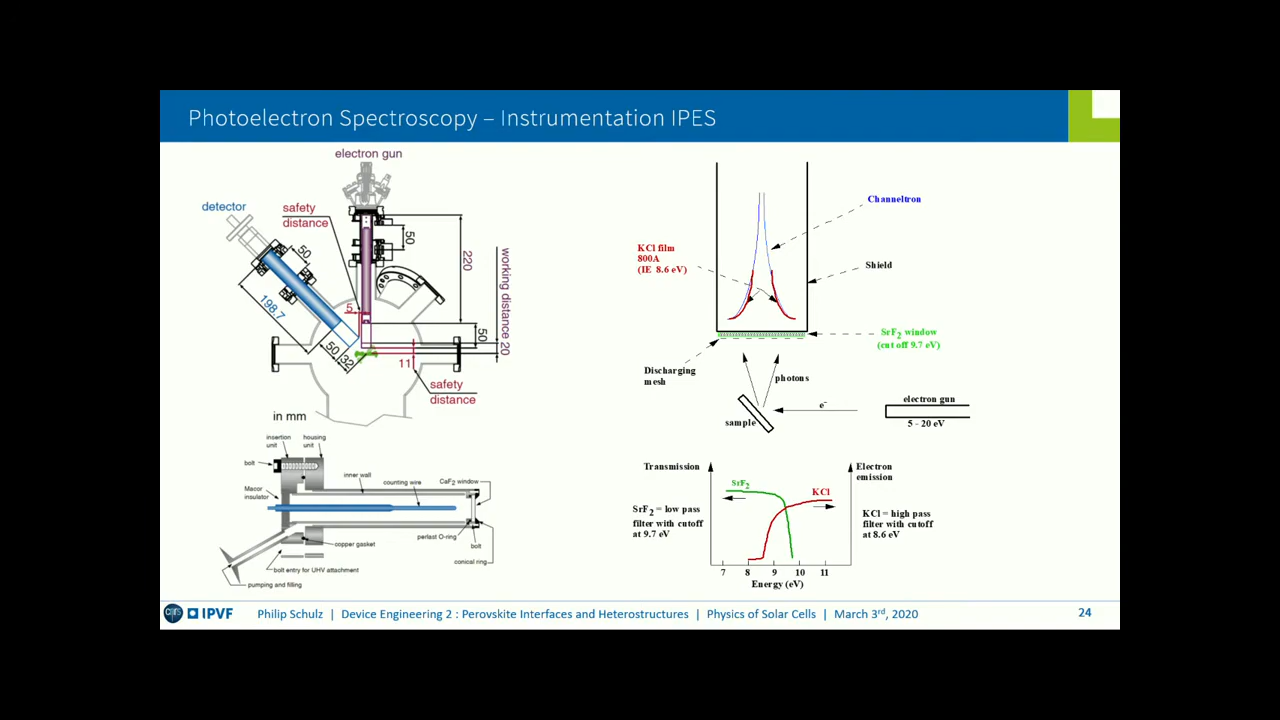 Photoelectron Spectroscopy – Instrumentation IPES
electron gun
detector
safety
distance
50
50
220
working distance 20
198.7
5
50
50
32
11
safety
distance
in mm
insertion
unit
housing
unit
bolt
inner wall
counting wire
CaF2 window
Macor
insulator
perlast O-ring
bolt
copper gasket
conical ring
bolt entry for UHV attachment
pumping and filling
Channeltron
KCl film
800A
(IE 8.6 eV)
Shield
SrF2 window
(cut off 9.7 eV)
Discharging
mesh
photons
e−
electron gun
5 - 20 eV
sample
Transmission
Electron
emission
SrF2
KCl
SrF2 = low pass
filter with cutoff
at 9.7 eV
KCl = high pass
filter with cutoff
at 8.6 eV
7 8 9 10 11
Energy (eV)
cnrs IPVF Philip Schulz | Device Engineering 2 : Perovskite Interfaces and Heterostructures | Physics of Solar Cells | March 3rd, 2020 24